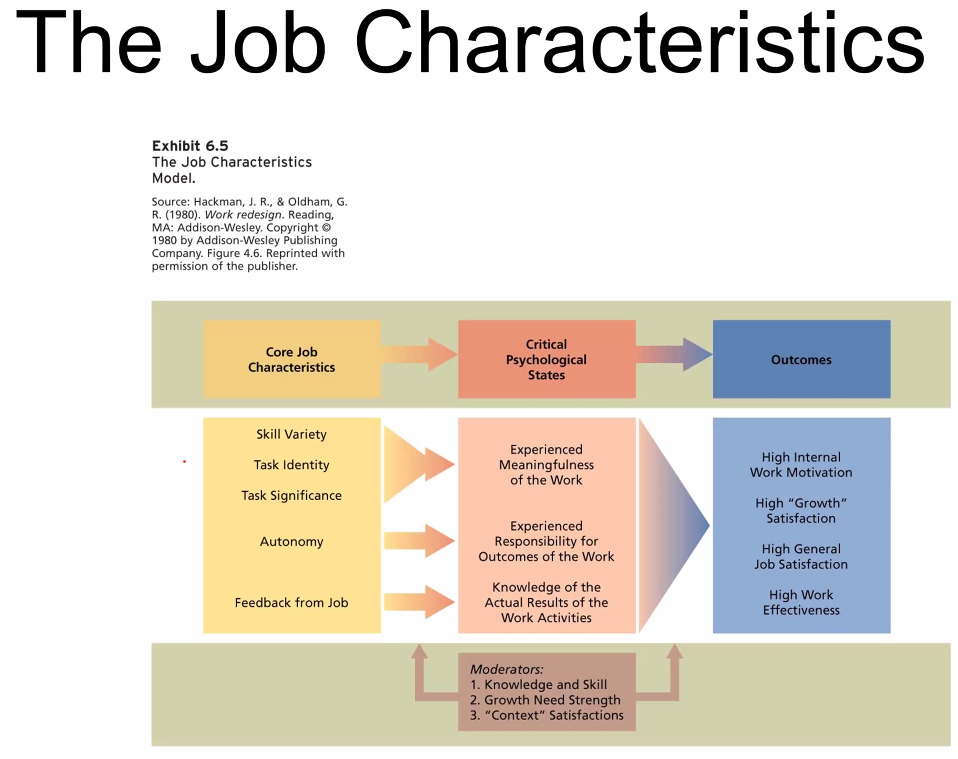 The Job Characteristics
Exhibit 6.5
The Job Characteristics
Model.
Source: Hackman, J. R., & Oldham, G.
R. (1980). Work redesign. Reading,
MA: Addison-Wesley. Copyright ©
1980 by Addison-Wesley Publishing
Company. Figure 4.6. Reprinted with
permission of the publisher.
Core Job
Characteristics
Critical
Psychological
States
Outcomes
Skill Variety
Task Identity
Task Significance
Autonomy
Feedback from Job
Experienced
Meaningfulness
of the Work
Experienced
Responsibility for
Outcomes of the Work
Knowledge of the
Actual Results of the
Work Activities
High Internal
Work Motivation
High “Growth”
Satisfaction
High General
Job Satisfaction
High Work
Effectiveness
Moderators:
1. Knowledge and Skill
2. Growth Need Strength
3. “Context” Satisfactions